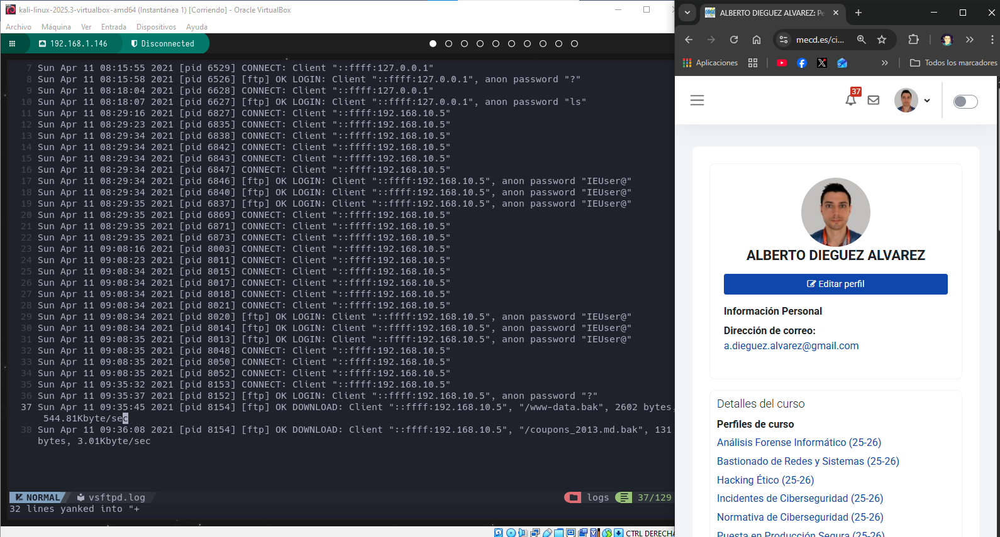 kali-linux-2025.3-virtualbox-amd64 (Instantánea 1) [Corriendo] - Oracle VirtualBox
Archivo Máquina Ver Entrada Dispositivos Ayuda
192.168.1.146 Disconnected
7 Sun Apr 11 08:15:55 2021 [pid 6529] CONNECT: Client "::ffff:127.0.0.1"
8 Sun Apr 11 08:15:58 2021 [pid 6526] [ftp] OK LOGIN: Client "::ffff:127.0.0.1", anon password "?"
9 Sun Apr 11 08:18:04 2021 [pid 6628] CONNECT: Client "::ffff:127.0.0.1"
10 Sun Apr 11 08:18:07 2021 [pid 6627] [ftp] OK LOGIN: Client "::ffff:127.0.0.1", anon password "ls"
11 Sun Apr 11 08:29:16 2021 [pid 6827] CONNECT: Client "::ffff:192.168.10.5"
12 Sun Apr 11 08:29:23 2021 [pid 6835] CONNECT: Client "::ffff:192.168.10.5"
13 Sun Apr 11 08:29:34 2021 [pid 6838] CONNECT: Client "::ffff:192.168.10.5"
14 Sun Apr 11 08:29:34 2021 [pid 6842] CONNECT: Client "::ffff:192.168.10.5"
15 Sun Apr 11 08:29:34 2021 [pid 6843] CONNECT: Client "::ffff:192.168.10.5"
16 Sun Apr 11 08:29:34 2021 [pid 6847] CONNECT: Client "::ffff:192.168.10.5"
17 Sun Apr 11 08:29:34 2021 [pid 6846] [ftp] OK LOGIN: Client "::ffff:192.168.10.5", anon password "IEUser@"
18 Sun Apr 11 08:29:34 2021 [pid 6840] [ftp] OK LOGIN: Client "::ffff:192.168.10.5", anon password "IEUser@"
19 Sun Apr 11 08:29:35 2021 [pid 6837] [ftp] OK LOGIN: Client "::ffff:192.168.10.5", anon password "IEUser@"
20 Sun Apr 11 08:29:35 2021 [pid 6869] CONNECT: Client "::ffff:192.168.10.5"
21 Sun Apr 11 08:29:35 2021 [pid 6871] CONNECT: Client "::ffff:192.168.10.5"
22 Sun Apr 11 08:29:35 2021 [pid 6873] CONNECT: Client "::ffff:192.168.10.5"
23 Sun Apr 11 09:08:16 2021 [pid 8003] CONNECT: Client "::ffff:192.168.10.5"
24 Sun Apr 11 09:08:23 2021 [pid 8011] CONNECT: Client "::ffff:192.168.10.5"
25 Sun Apr 11 09:08:34 2021 [pid 8015] CONNECT: Client "::ffff:192.168.10.5"
26 Sun Apr 11 09:08:34 2021 [pid 8017] CONNECT: Client "::ffff:192.168.10.5"
27 Sun Apr 11 09:08:34 2021 [pid 8018] CONNECT: Client "::ffff:192.168.10.5"
28 Sun Apr 11 09:08:34 2021 [pid 8021] CONNECT: Client "::ffff:192.168.10.5"
29 Sun Apr 11 09:08:34 2021 [pid 8020] [ftp] OK LOGIN: Client "::ffff:192.168.10.5", anon password "IEUser@"
30 Sun Apr 11 09:08:34 2021 [pid 8014] [ftp] OK LOGIN: Client "::ffff:192.168.10.5", anon password "IEUser@"
31 Sun Apr 11 09:08:35 2021 [pid 8013] [ftp] OK LOGIN: Client "::ffff:192.168.10.5", anon password "IEUser@"
32 Sun Apr 11 09:08:35 2021 [pid 8048] CONNECT: Client "::ffff:192.168.10.5"
33 Sun Apr 11 09:08:35 2021 [pid 8050] CONNECT: Client "::ffff:192.168.10.5"
34 Sun Apr 11 09:08:35 2021 [pid 8052] CONNECT: Client "::ffff:192.168.10.5"
35 Sun Apr 11 09:35:32 2021 [pid 8153] CONNECT: Client "::ffff:192.168.10.5"
36 Sun Apr 11 09:35:37 2021 [pid 8152] [ftp] OK LOGIN: Client "::ffff:192.168.10.5", anon password "?"
37 Sun Apr 11 09:35:45 2021 [pid 8154] [ftp] OK DOWNLOAD: Client "::ffff:192.168.10.5", "/www-data.bak", 2602 bytes,
544.81Kbyte/sec
38 Sun Apr 11 09:36:08 2021 [pid 8154] [ftp] OK DOWNLOAD: Client "::ffff:192.168.10.5", "/coupons_2013.md.bak", 131
bytes, 3.01Kbyte/sec
NORMAL vsftpd.log logs 37/129
32 lines yanked into "+
CTRL DERECHA
ALBERTO DIEGUEZ ALVAREZ: Pe
mecd.es/ci...
Aplicaciones
Todos los marcadores
37
ALBERTO DIEGUEZ ALVAREZ
Editar perfil
Información Personal
Dirección de correo:
a.dieguez.alvarez@gmail.com
Detalles del curso
Perfiles de curso
Análisis Forense Informático (25-26)
Bastionado de Redes y Sistemas (25-26)
Hacking Ético (25-26)
Incidentes de Ciberseguridad (25-26)
Normativa de Ciberseguridad (25-26)
Puesta en Producción Segura (25-26)